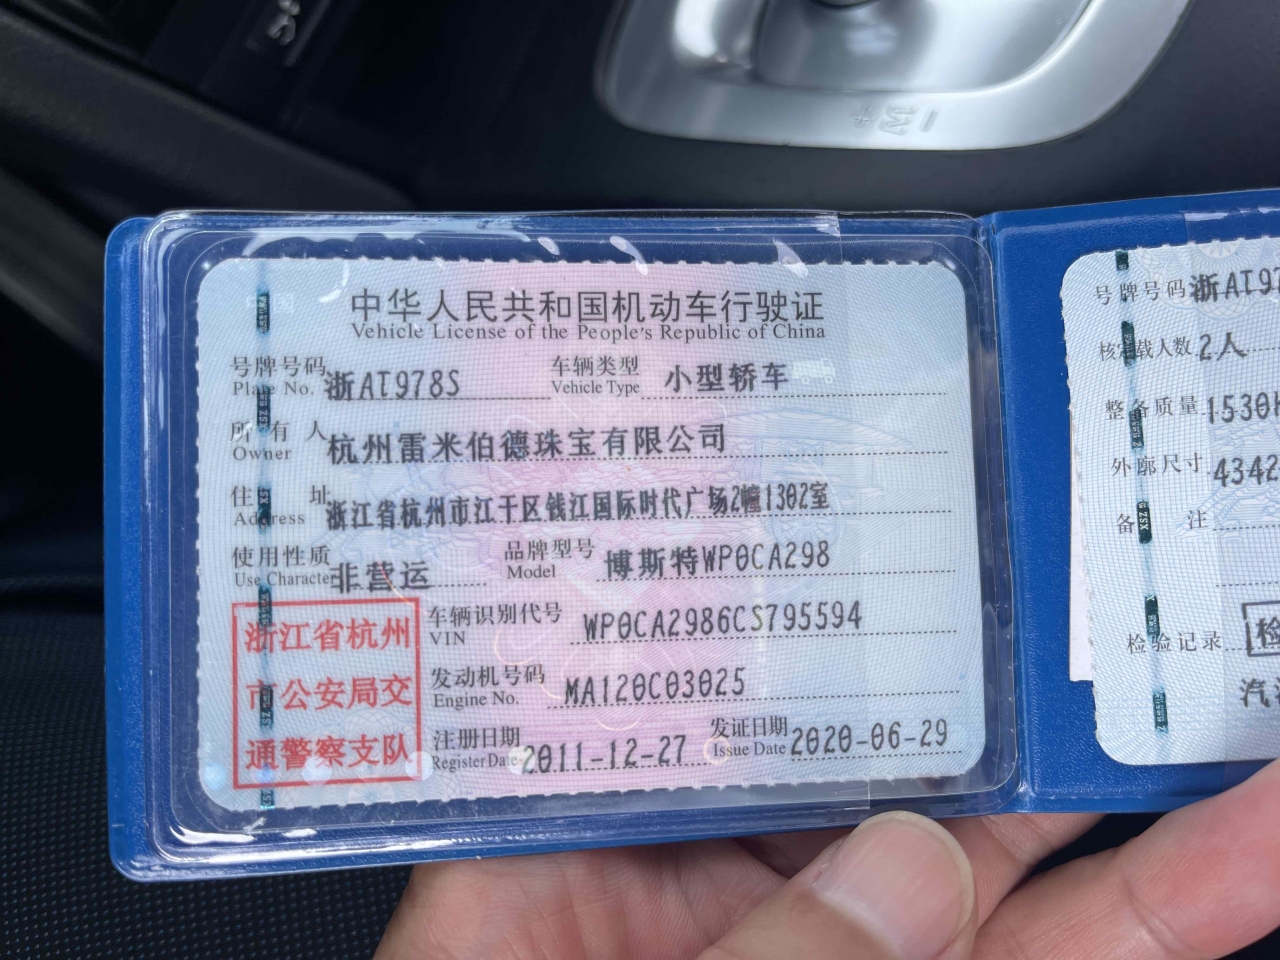 中华人民共和国机动车行驶证
Vehicle License of the People's Republic of China
号牌号码 浙AT978S 车辆类型 小型轿车
Plate No. Vehicle Type
所有人 杭州雷米伯德珠宝有限公司
Owner
住址 浙江省杭州市江干区钱江国际时代广场2幢1302室
Address
使用性质 非营运 品牌型号 博斯特WP0CA298
Use Character Model
浙江省杭州
市公安局交
通警察支队
车辆识别代号 WP0CA2986CS795594
VIN
发动机号码 MA120C03025
Engine No.
注册日期 2011-12-27 发证日期 2020-06-29
Register Date Issue Date
号牌号码 浙AT97
核定载人数 2人
整备质量 1530
外廓尺寸 4342
备注
检验记录 检
汽